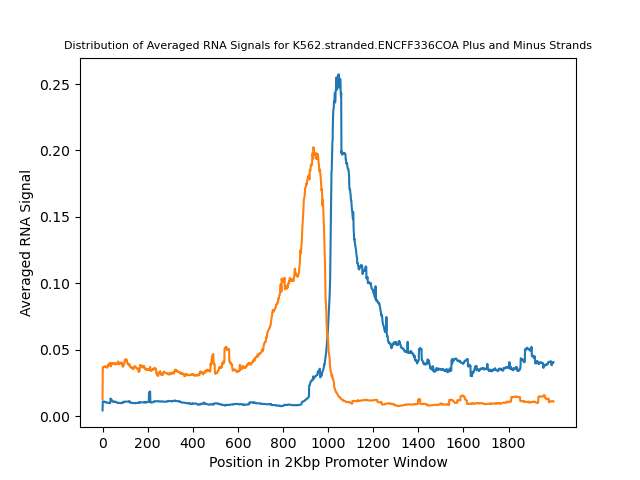 Distribution of Averaged RNA Signals for K562.stranded.ENCFF336COA Plus and Minus Strands
0.25
0.20
0.15
0.10
0.05
0.00
Averaged RNA Signal
0 200 400 600 800 1000 1200 1400 1600 1800
Position in 2Kbp Promoter Window